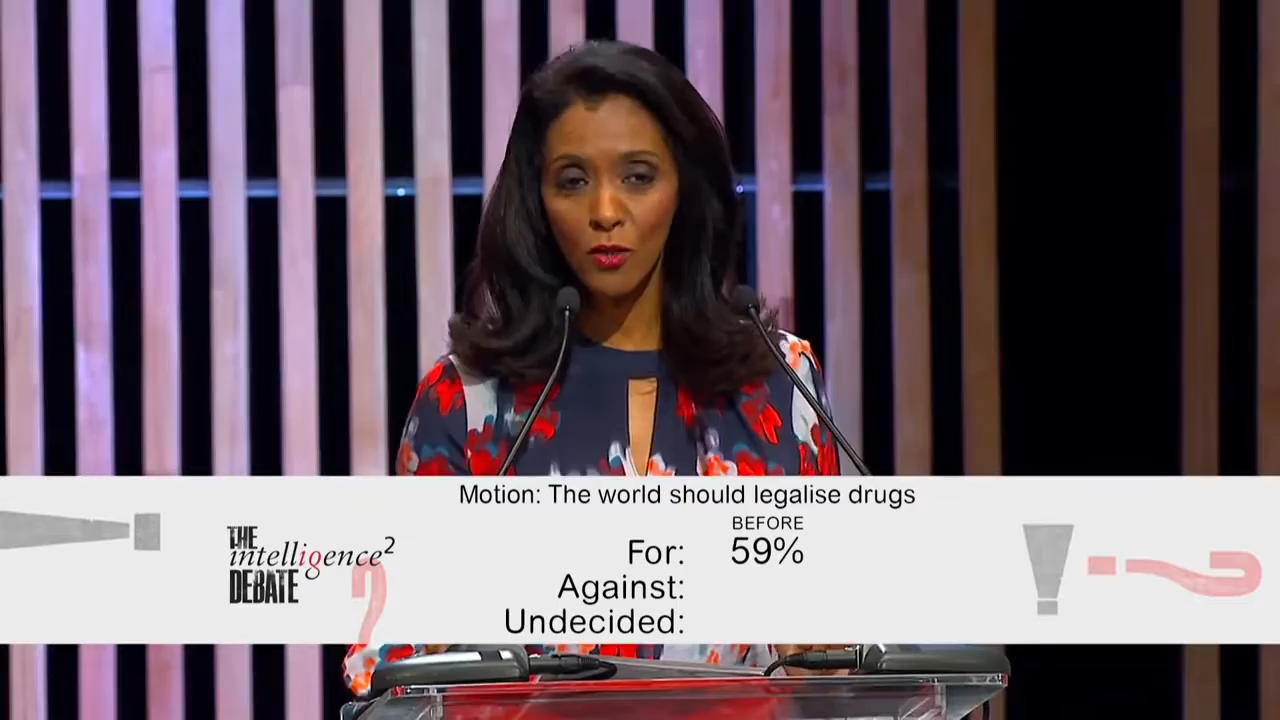 Motion: The world should legalise drugs
BEFORE
For: 59%
Against:
Undecided:
THE
intelligence²
DEBATE